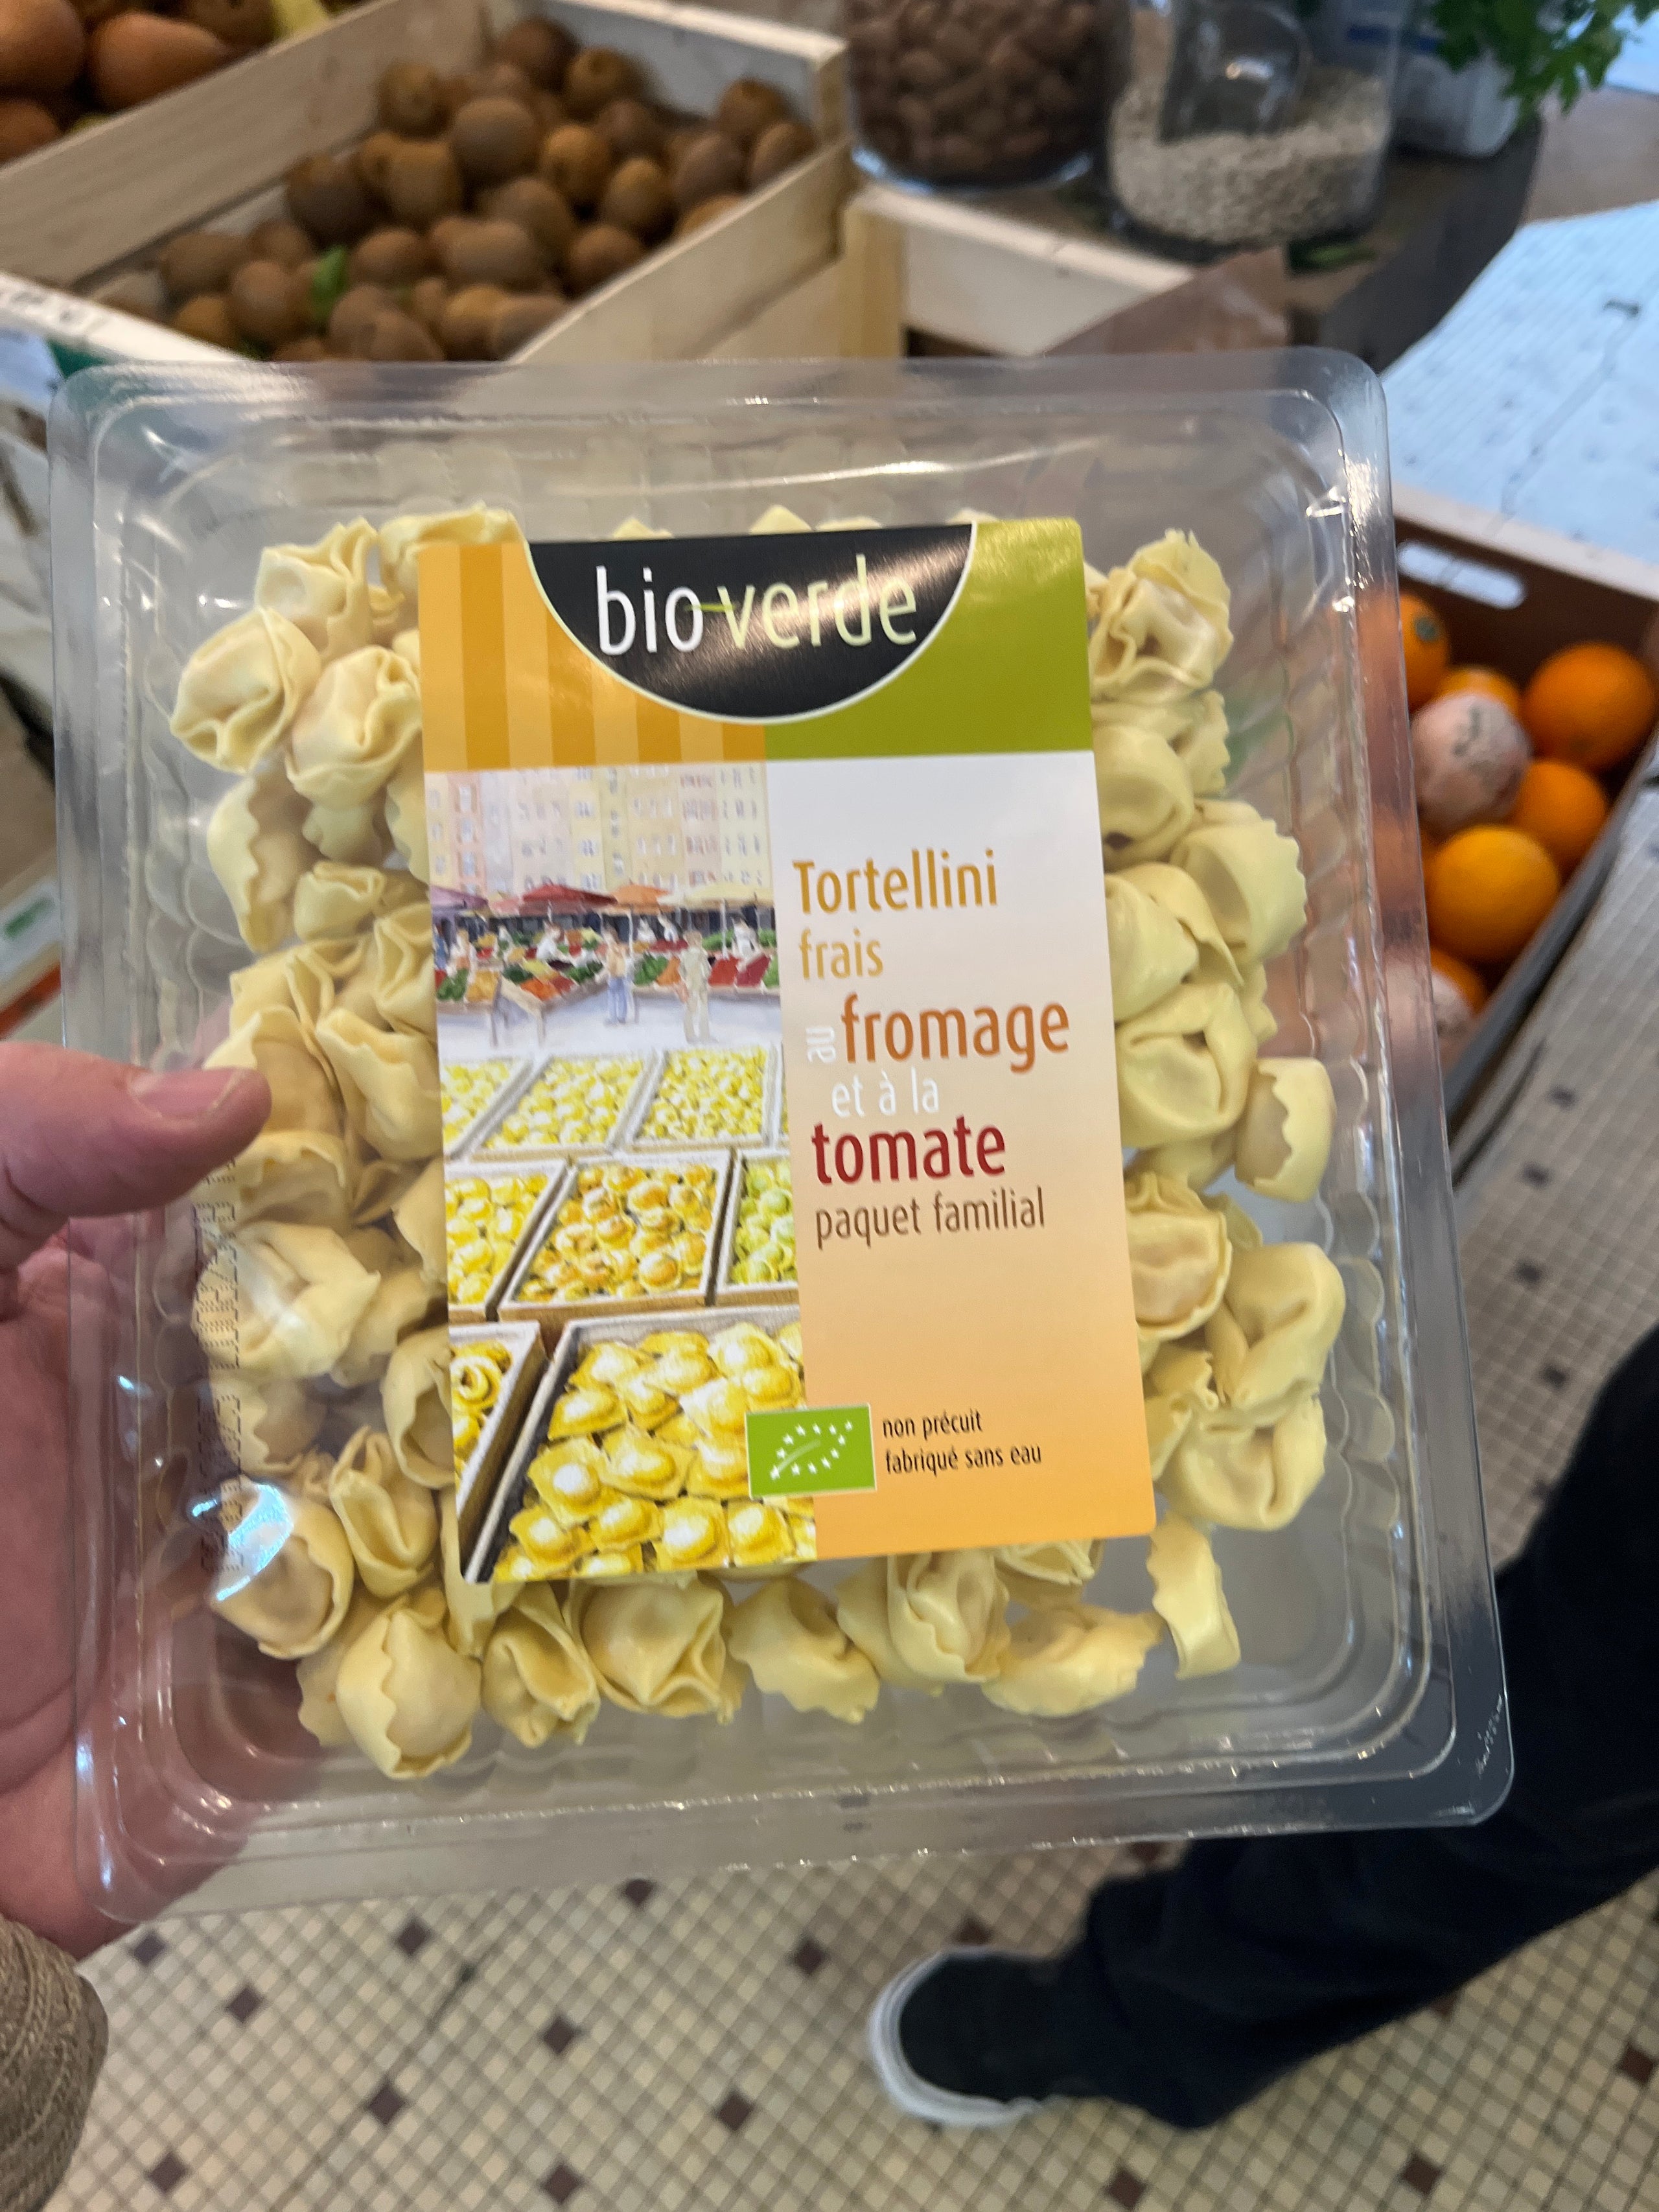 bio-verde
Tortellini
frais
au fromage
et à la
tomate
paquet familial
non précuit
fabriqué sans eau